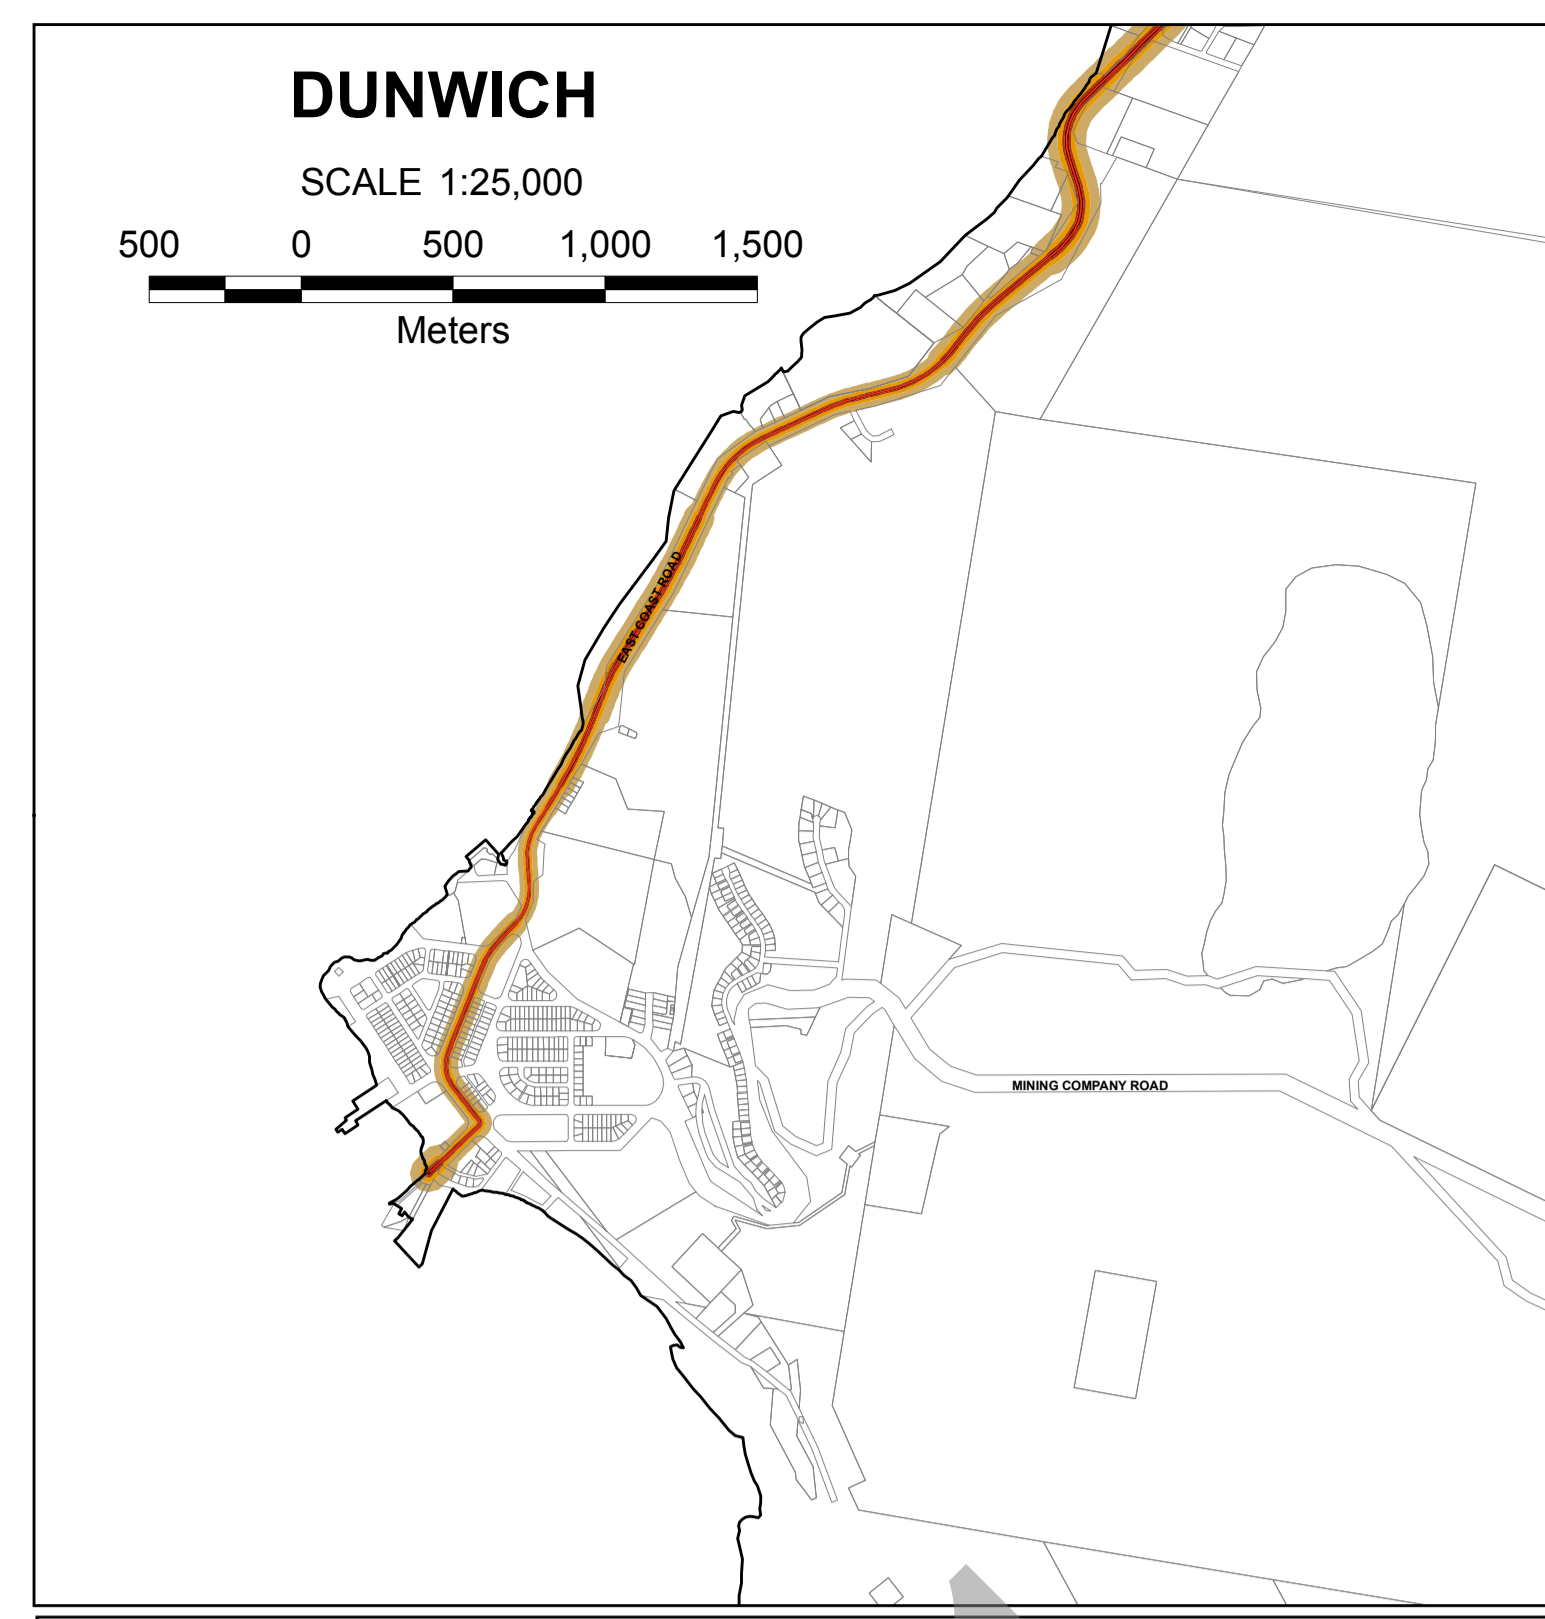 DUNWICH
SCALE 1:25,000
500 0 500 1,000 1,500
Meters
EAST COAST ROAD
MINING COMPANY ROAD